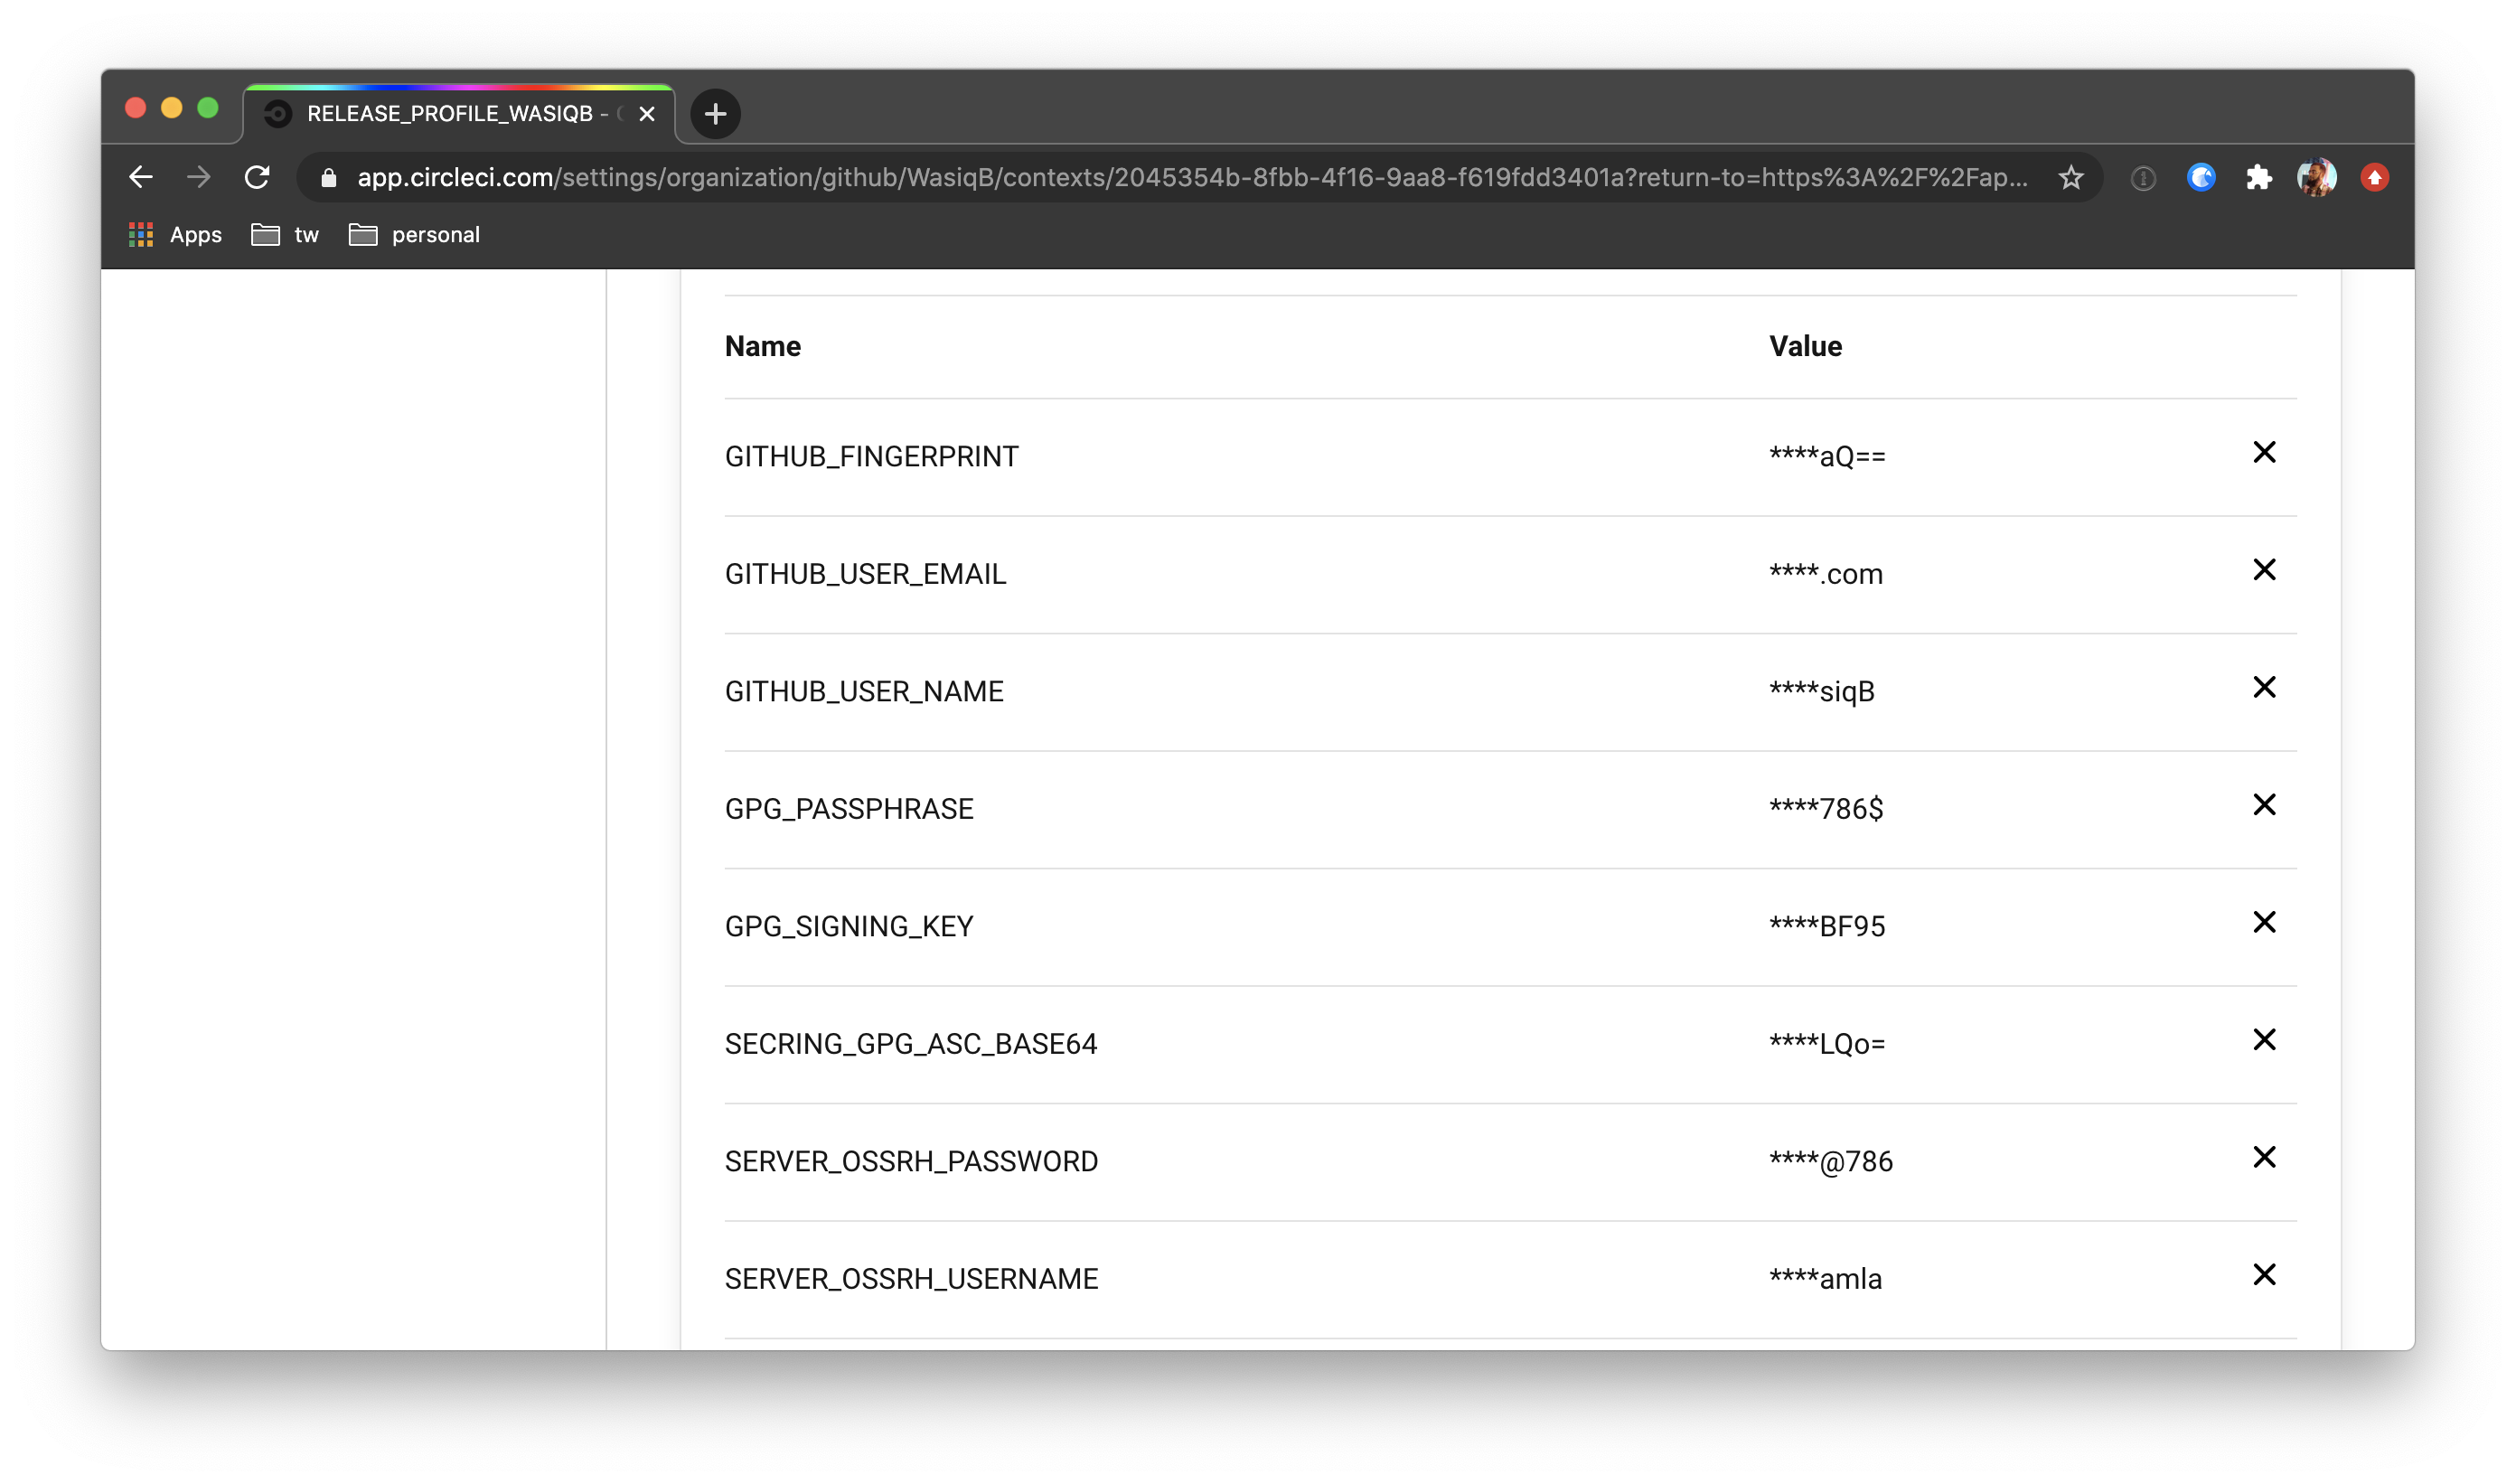 RELEASE_PROFILE_WASIQB -
app.circleci.com/settings/organization/github/WasiqB/contexts/2045354b-8fbb-4f16-9aa8-f619fdd3401a?return-to=https%3A%2F%2Fap...
Apps tw personal
Name Value
GITHUB_FINGERPRINT ****aQ==
GITHUB_USER_EMAIL ****.com
GITHUB_USER_NAME ****siqB
GPG_PASSPHRASE ****786$
GPG_SIGNING_KEY ****BF95
SECRING_GPG_ASC_BASE64 ****LQo=
SERVER_OSSRH_PASSWORD ****@786
SERVER_OSSRH_USERNAME ****amla